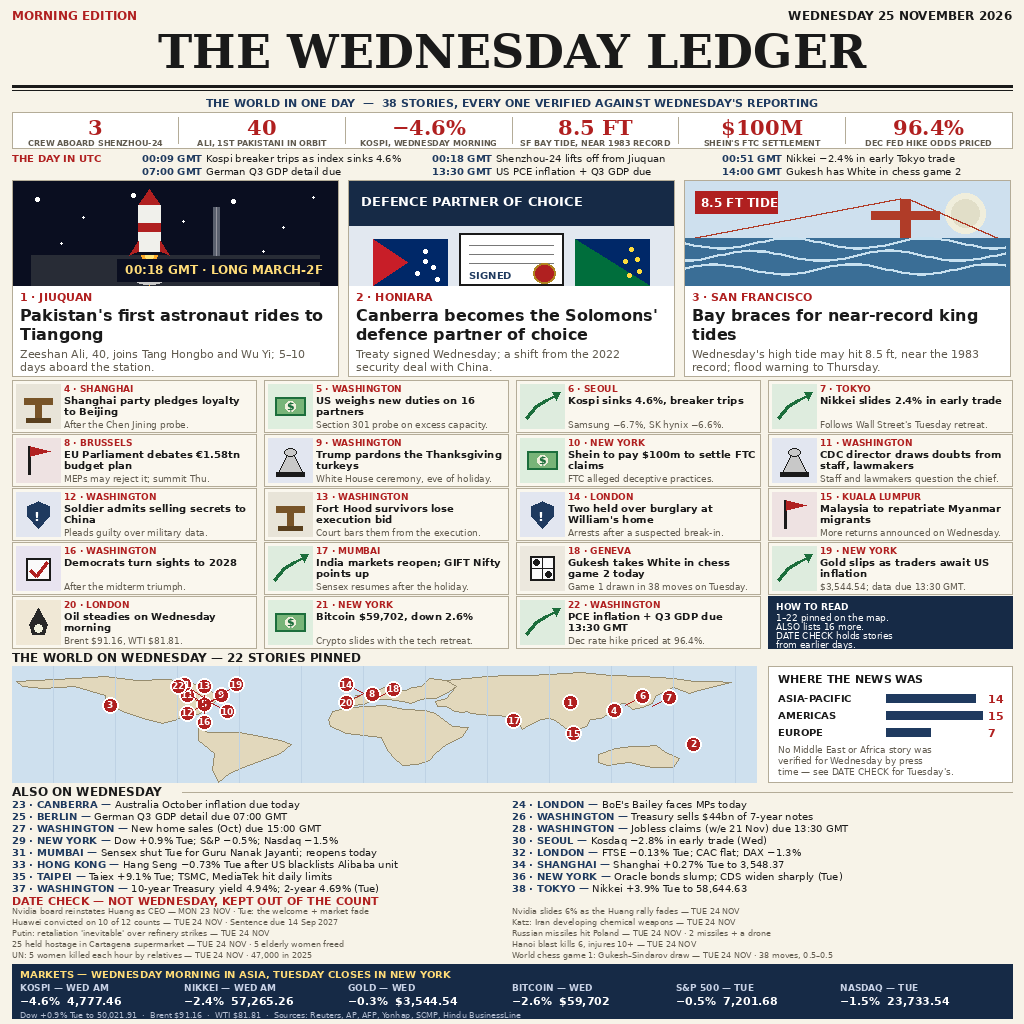 MORNING EDITION
WEDNESDAY 25 NOVEMBER 2026
THE WEDNESDAY LEDGER
THE WORLD IN ONE DAY — 38 STORIES, EVERY ONE VERIFIED AGAINST WEDNESDAY'S REPORTING
3
CREW ABOARD SHENZHOU-24
40
ALI, 1ST PAKISTANI IN ORBIT
−4.6%
KOSPI, WEDNESDAY MORNING
8.5 FT
SF BAY TIDE, NEAR 1983 RECORD
$100M
SHEIN'S FTC SETTLEMENT
96.4%
DEC FED HIKE ODDS PRICED
THE DAY IN UTC
00:09 GMT Kospi breaker trips as index sinks 4.6%
00:18 GMT Shenzhou-24 lifts off from Jiuquan
00:51 GMT Nikkei −2.4% in early Tokyo trade
07:00 GMT German Q3 GDP detail due
13:30 GMT US PCE inflation + Q3 GDP due
14:00 GMT Gukesh has White in chess game 2
00:18 GMT · LONG MARCH-2F
1 · JIUQUAN
Pakistan's first astronaut rides to
Tiangong
Zeeshan Ali, 40, joins Tang Hongbo and Wu Yi; 5–10
days aboard the station.
DEFENCE PARTNER OF CHOICE
SIGNED
2 · HONIARA
Canberra becomes the Solomons'
defence partner of choice
Treaty signed Wednesday; a shift from the 2022
security deal with China.
8.5 FT TIDE
3 · SAN FRANCISCO
Bay braces for near-record king
tides
Wednesday's high tide may hit 8.5 ft, near the 1983
record; flood warning to Thursday.
4 · SHANGHAI
Shanghai party pledges loyalty
to Beijing
After the Chen Jining probe.
5 · WASHINGTON
US weighs new duties on 16
partners
Section 301 probe on excess capacity.
6 · SEOUL
Kospi sinks 4.6%, breaker trips
Samsung −6.7%, SK hynix −6.6%.
7 · TOKYO
Nikkei slides 2.4% in early trade
Follows Wall Street's Tuesday retreat.
8 · BRUSSELS
EU Parliament debates €1.58tn
budget plan
MEPs may reject it; summit Thu.
9 · WASHINGTON
Trump pardons the Thanksgiving
turkeys
White House ceremony, eve of holiday.
10 · NEW YORK
Shein to pay $100m to settle FTC
claims
FTC alleged deceptive practices.
11 · WASHINGTON
CDC director draws doubts from
staff, lawmakers
Staff and lawmakers question the chief.
12 · WASHINGTON
Soldier admits selling secrets to
China
Pleads guilty over military data.
13 · WASHINGTON
Fort Hood survivors lose
execution bid
Court bars them from the execution.
14 · LONDON
Two held over burglary at
William's home
Arrests after a suspected break-in.
15 · KUALA LUMPUR
Malaysia to repatriate Myanmar
migrants
More returns announced on Wednesday.
16 · WASHINGTON
Democrats turn sights to 2028
After the midterm triumph.
17 · MUMBAI
India markets reopen; GIFT Nifty
points up
Sensex resumes after the holiday.
18 · GENEVA
Gukesh takes White in chess
game 2 today
Game 1 drawn in 38 moves on Tuesday.
19 · NEW YORK
Gold slips as traders await US
inflation
$3,544.54; data due 13:30 GMT.
20 · LONDON
Oil steadies on Wednesday
morning
Brent $91.16, WTI $81.81.
21 · NEW YORK
Bitcoin $59,702, down 2.6%
Crypto slides with the tech retreat.
22 · WASHINGTON
PCE inflation + Q3 GDP due
13:30 GMT
Dec rate hike priced at 96.4%.
HOW TO READ
1–22 pinned on the map.
ALSO lists 16 more.
DATE CHECK holds stories
from earlier days.
THE WORLD ON WEDNESDAY — 22 STORIES PINNED
22
13
19
11
9
3
12
10
16
14
8
18
20
1
6
7
4
17
15
2
WHERE THE NEWS WAS
ASIA-PACIFIC 14
AMERICAS 15
EUROPE 7
No Middle East or Africa story was
verified for Wednesday by press
time — see DATE CHECK for Tuesday's.
ALSO ON WEDNESDAY
23 · CANBERRA — Australia October inflation due today
24 · LONDON — BoE's Bailey faces MPs today
25 · BERLIN — German Q3 GDP detail due 07:00 GMT
26 · WASHINGTON — Treasury sells $44bn of 7-year notes
27 · WASHINGTON — New home sales (Oct) due 15:00 GMT
28 · WASHINGTON — Jobless claims (w/e 21 Nov) due 13:30 GMT
29 · NEW YORK — Dow +0.9% Tue; S&P −0.5%; Nasdaq −1.5%
30 · SEOUL — Kosdaq −2.8% in early trade (Wed)
31 · MUMBAI — Sensex shut Tue for Guru Nanak Jayanti; reopens today
32 · LONDON — FTSE −0.13% Tue; CAC flat; DAX −1.3%
33 · HONG KONG — Hang Seng −0.73% Tue after US blacklists Alibaba unit
34 · SHANGHAI — Shanghai +0.27% Tue to 3,548.37
35 · TAIPEI — Taiex +9.1% Tue; TSMC, MediaTek hit daily limits
36 · NEW YORK — Oracle bonds slump; CDS widen sharply (Tue)
37 · WASHINGTON — 10-year Treasury yield 4.94%; 2-year 4.69% (Tue)
38 · TOKYO — Nikkei +3.9% Tue to 58,644.63
DATE CHECK — NOT WEDNESDAY, KEPT OUT OF THE COUNT
Nvidia board reinstates Huang as CEO — MON 23 NOV · Tue: the welcome + market fade
Nvidia slides 6% as the Huang rally fades — TUE 24 NOV
Huawei convicted on 10 of 12 counts — TUE 24 NOV · Sentence due 14 Sep 2027
Katz: Iran developing chemical weapons — TUE 24 NOV
Putin: retaliation 'inevitable' over refinery strikes — TUE 24 NOV
Russian missiles hit Poland — TUE 24 NOV · 2 missiles + a drone
25 held hostage in Cartagena supermarket — TUE 24 NOV · 5 elderly women freed
Hanoi blast kills 6, injures 10+ — TUE 24 NOV
UN: 5 women killed each hour by relatives — TUE 24 NOV · 47,000 in 2025
World chess game 1: Gukesh–Sindarov draw — TUE 24 NOV · 38 moves, 0.5–0.5
MARKETS — WEDNESDAY MORNING IN ASIA, TUESDAY CLOSES IN NEW YORK
KOSPI — WED AM
−4.6% 4,777.46
NIKKEI — WED AM
−2.4% 57,265.26
GOLD — WED
−0.3% $3,544.54
BITCOIN — WED
−2.6% $59,702
S&P 500 — TUE
−0.5% 7,201.68
NASDAQ — TUE
−1.5% 23,733.54
Dow +0.9% Tue to 50,021.91 · Brent $91.16 · WTI $81.81 · Sources: Reuters, AP, AFP, Yonhap, SCMP, Hindu BusinessLine